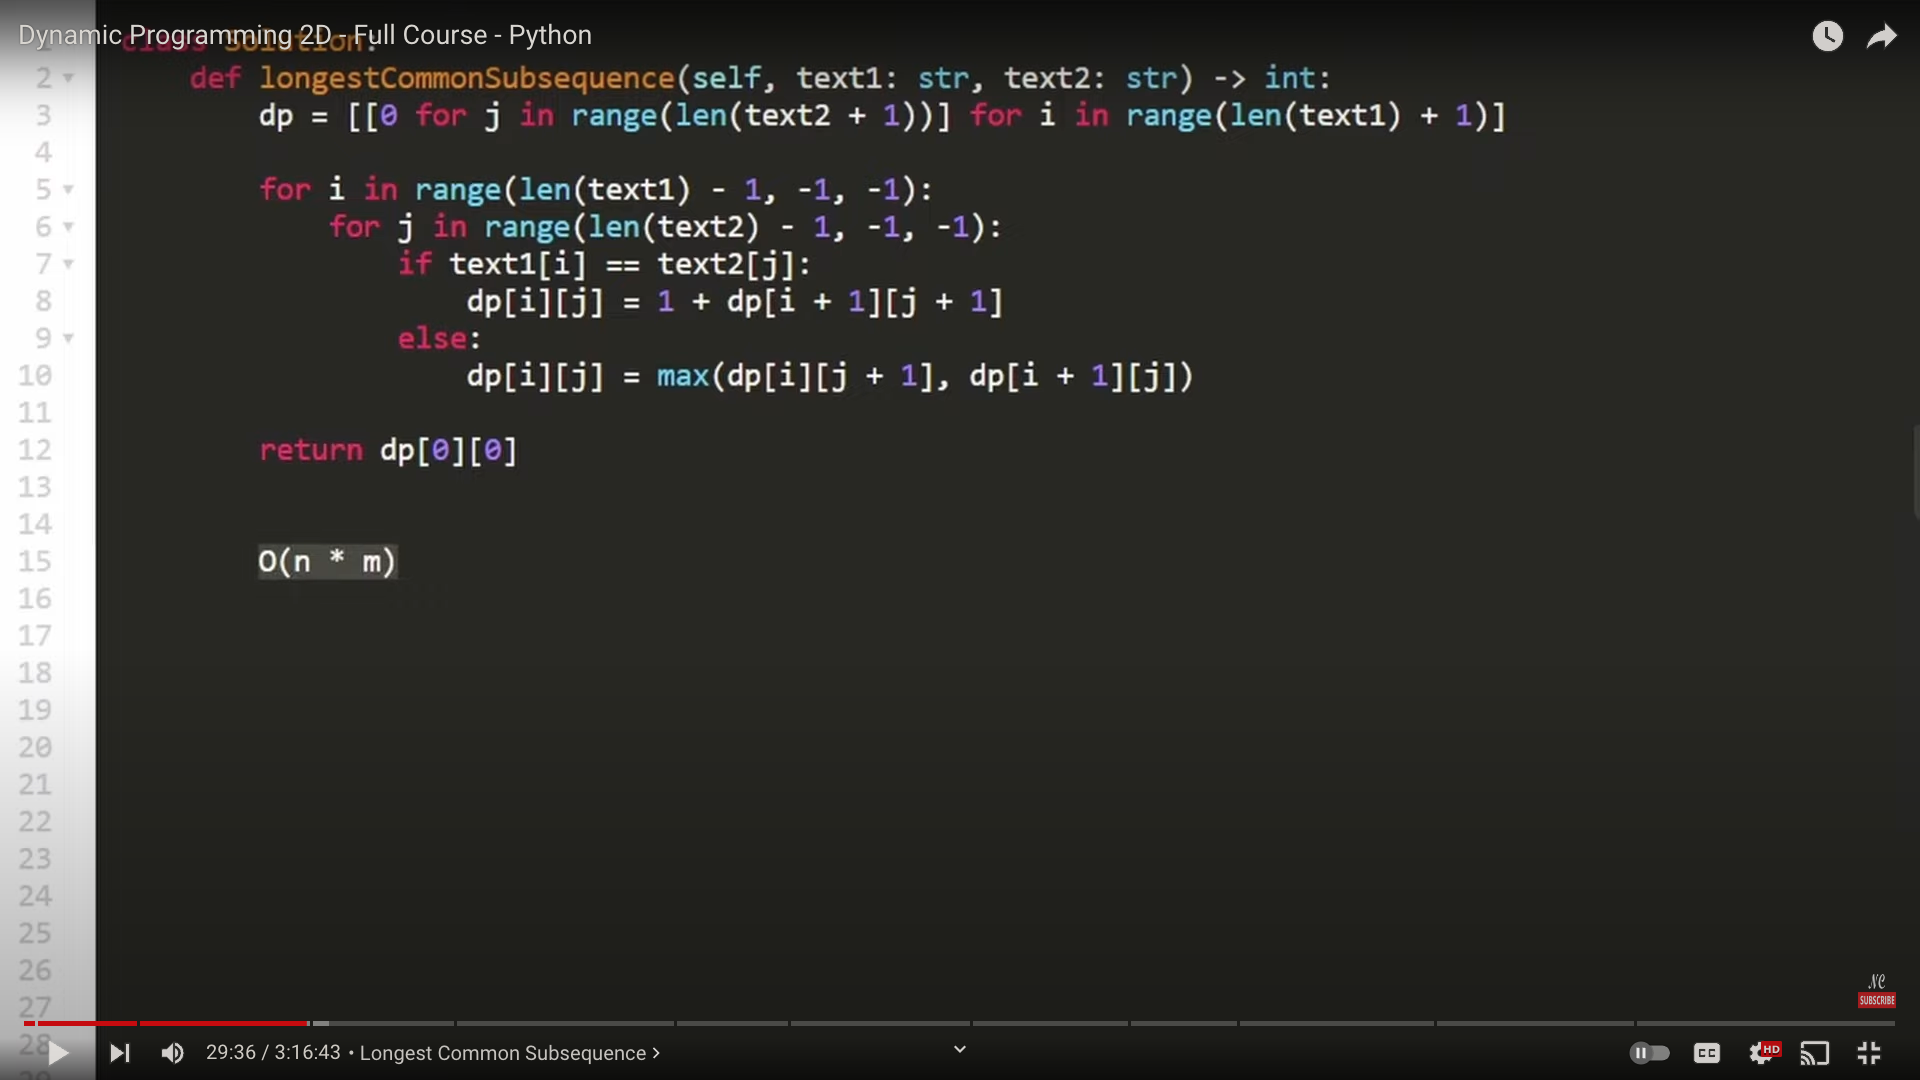 Dynamic Programming 2D - Full Course - Python
class Solution:
2 def longestCommonSubsequence(self, text1: str, text2: str) -> int:
3 dp = [[0 for j in range(len(text2 + 1))] for i in range(len(text1) + 1)]
4
5 for i in range(len(text1) - 1, -1, -1):
6 for j in range(len(text2) - 1, -1, -1):
7 if text1[i] == text2[j]:
8 dp[i][j] = 1 + dp[i + 1][j + 1]
9 else:
10 dp[i][j] = max(dp[i][j + 1], dp[i + 1][j])
11
12 return dp[0][0]
13
14
15 O(n * m)
16
17
18
19
20
21
22
23
24
25
26
27
28
NC
SUBSCRIBE
29:36 / 3:16:43 • Longest Common Subsequence >
CC
HD